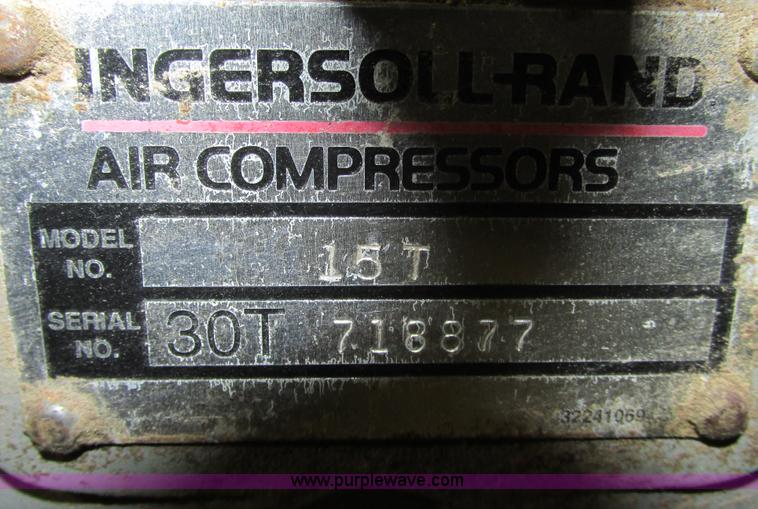 INGERSOLL-RAND
AIR COMPRESSORS
MODEL NO. 15T
SERIAL NO. 30T 718877
32241069
www.purplewave.com